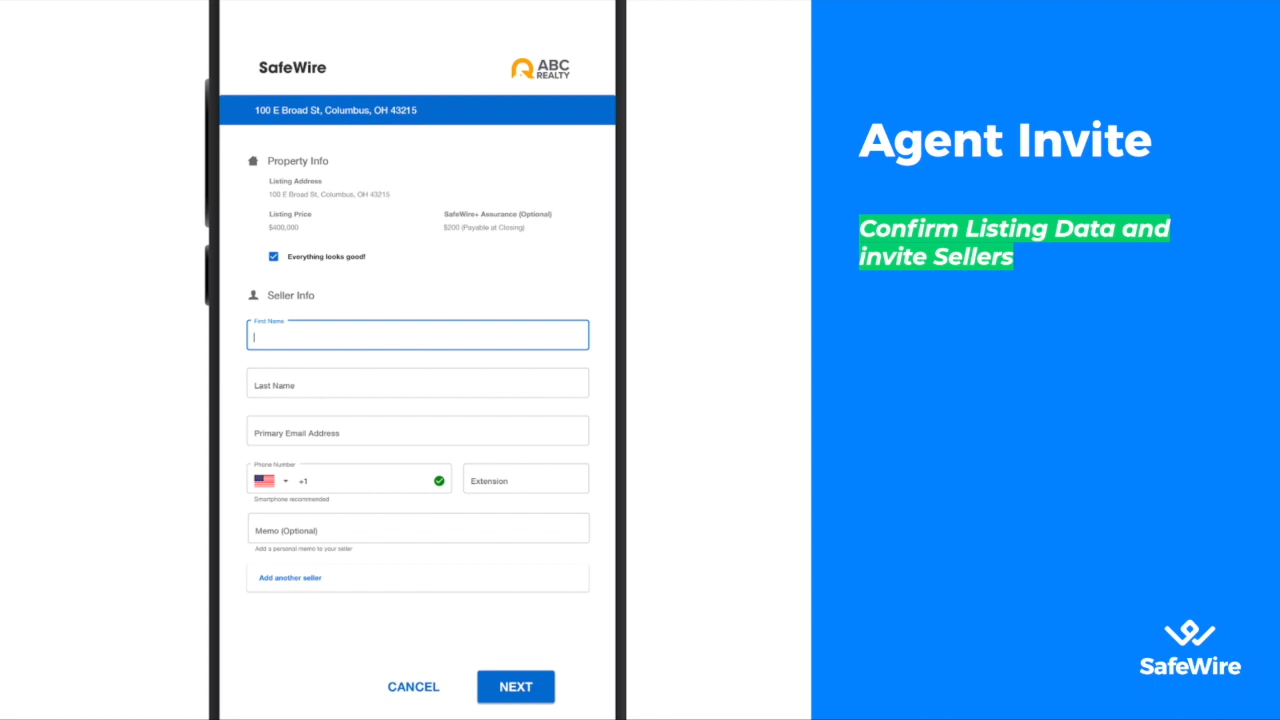 SafeWire
ABC
REALTY
100 E Broad St, Columbus, OH 43215
Property Info
Listing Address
100 E Broad St, Columbus, OH 43215
Listing Price
SafeWire+ Assurance (Optional)
$400,000
$200 (Payable at Closing)
Everything looks good!
Seller Info
First Name
Last Name
Primary Email Address
Phone Number
+1
Extension
Smartphone recommended
Memo (Optional)
Add a personal memo to your seller
Add another seller
CANCEL
NEXT
Agent Invite
Confirm Listing Data and
invite Sellers
SafeWire